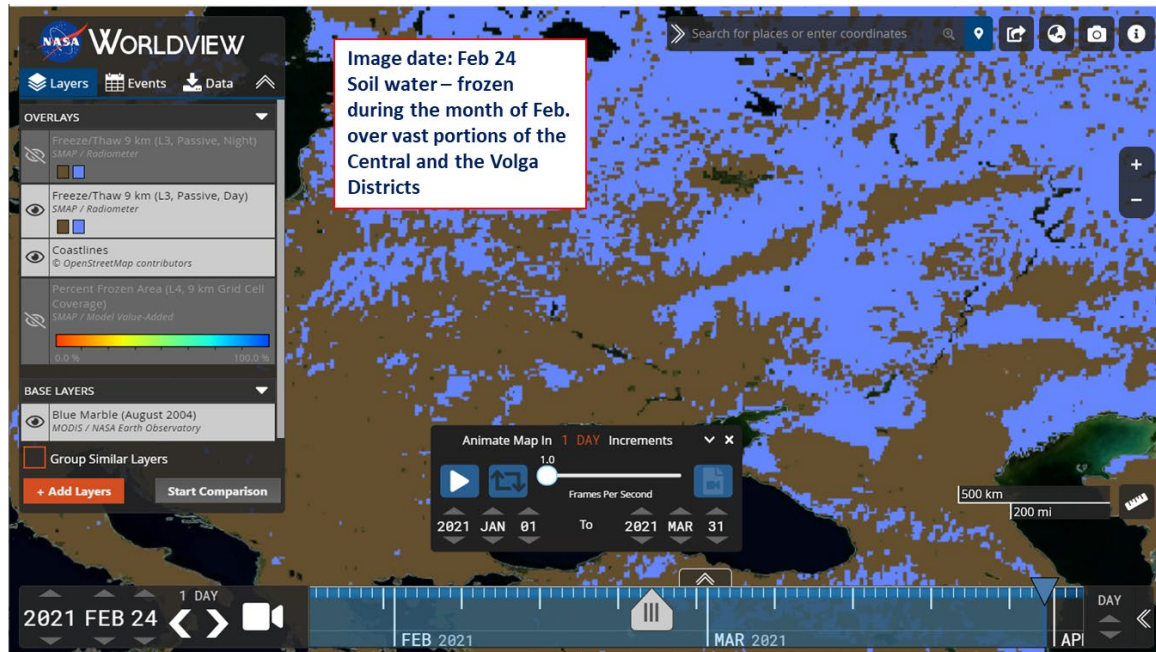 NASA WORLDVIEW
Layers Events Data
OVERLAYS
Freeze/Thaw 9 km (L3, Passive, Night)
SMAP / Radiometer
Freeze/Thaw 9 km (L3, Passive, Day)
SMAP / Radiometer
Coastlines
© OpenStreetMap contributors
Percent Frozen Area (L4, 9 km Grid Cell
Coverage)
SMAP / Model Value-Added
0.0 % 100.0 %
BASE LAYERS
Blue Marble (August 2004)
MODIS / NASA Earth Observatory
Group Similar Layers
+ Add Layers Start Comparison
Image date: Feb 24
Soil water – frozen
during the month of Feb.
over vast portions of the
Central and the Volga
Districts
Search for places or enter coordinates
+
−
Animate Map In 1 DAY Increments
1.0
Frames Per Second
2021 JAN 01 To 2021 MAR 31
500 km
200 mi
1 DAY
2021 FEB 24
FEB 2021
MAR 2021
AP
DAY